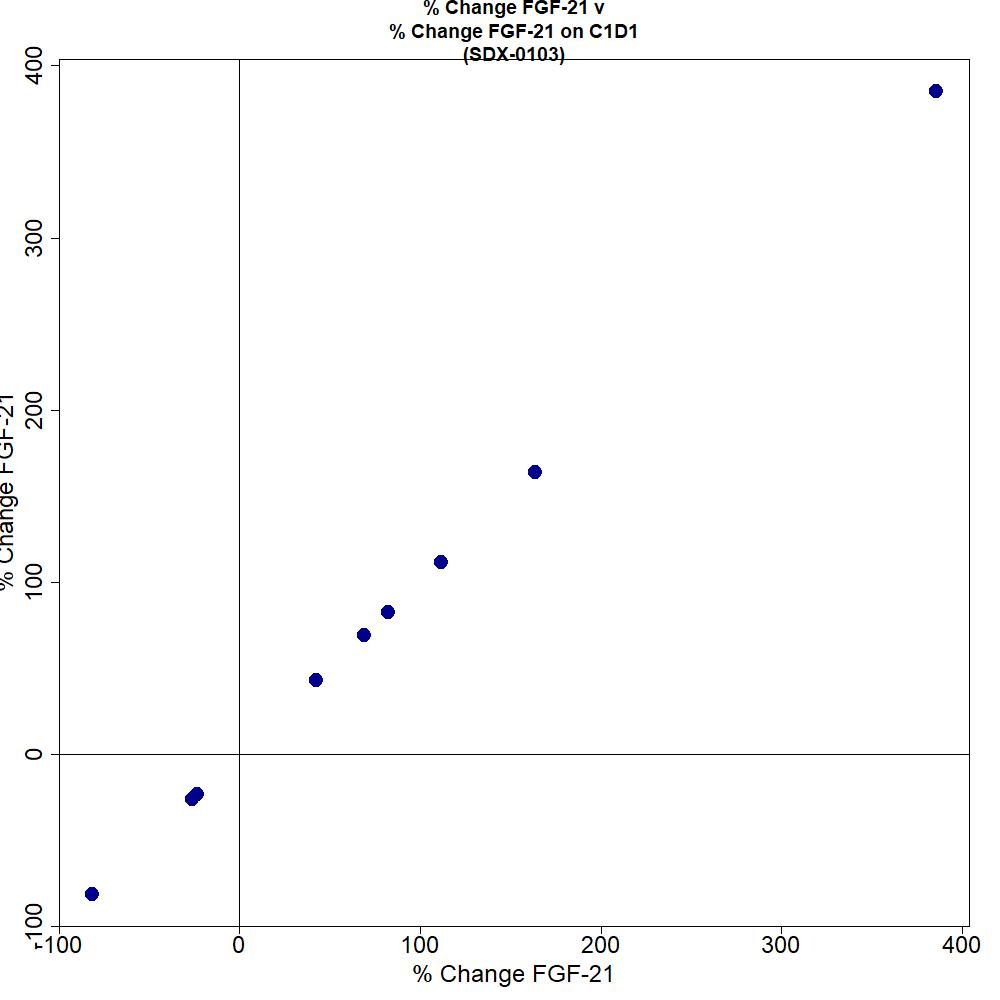 % Change FGF-21 v
% Change FGF-21 on C1D1
(SDX-0103)
400
300
200
100
0
-100
% Change FGF-21
-100 0 100 200 300 400
% Change FGF-21